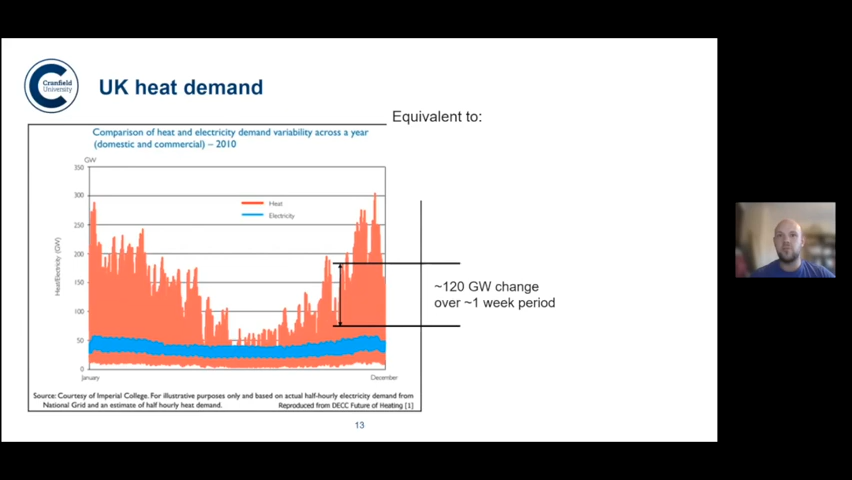 Cranfield
University
UK heat demand
Equivalent to:
Comparison of heat and electricity demand variability across a year
(domestic and commercial) – 2010
GW
350
300
250
200
150
100
50
0
Heat/Electricity (GW)
Heat
Electricity
January
December
~120 GW change
over ~1 week period
Source: Courtesy of Imperial College. For illustrative purposes only and based on actual half-hourly electricity demand from
National Grid and an estimate of half hourly heat demand.
Reproduced from DECC Future of Heating [1]
13